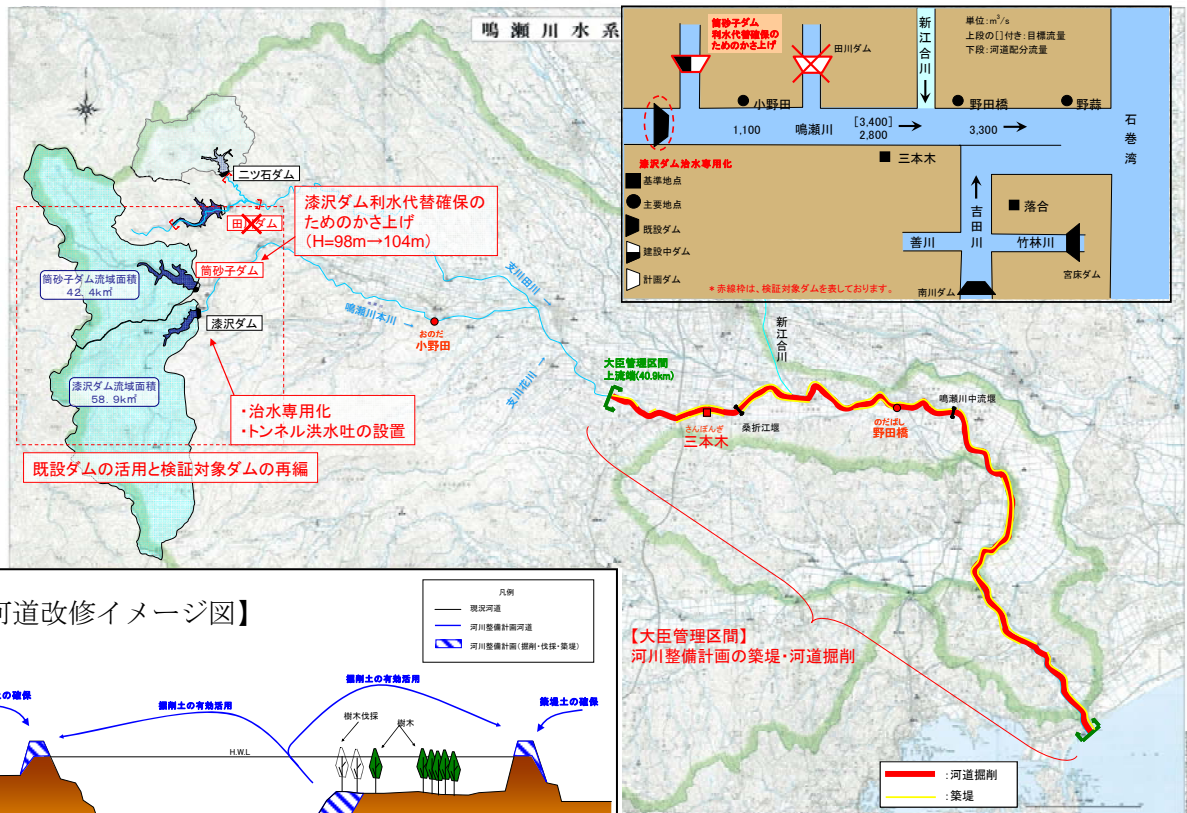 鳴瀬川水系
筒砂子ダム
利水代替確保の
ためのかさ上げ
田川ダム
新江合川
単位:m³/s
上段の[]付き:目標流量
下段:河道配分流量
小野田
野田橋
野蒜
1,100
鳴瀬川
[3,400]
2,800
3,300
石巻湾
漆沢ダム治水専用化
三本木
基準地点
主要地点
既設ダム
建設中ダム
計画ダム
吉田川
落合
善川
竹林川
宮床ダム
南川ダム
*赤線枠は、検証対象ダムを表しております。
二ツ石ダム
田川ダム
漆沢ダム利水代替確保の
ためのかさ上げ
(H=98m→104m)
筒砂子ダム
筒砂子ダム流域面積
42.4km²
漆沢ダム
漆沢ダム流域面積
58.9km²
・治水専用化
・トンネル洪水吐の設置
既設ダムの活用と検証対象ダムの再編
支川田川
鳴瀬川本川
おのだ
小野田
支川花川
新江合川
大臣管理区間
上流端(40.9km)
さんぼんぎ
三本木
桑折江堰
のだばし
野田橋
鳴瀬川中流堰
【大臣管理区間】
河川整備計画の築堤・河道掘削
:河道掘削
:築堤
河道改修イメージ図】
凡例
現況河道
河川整備計画河道
河川整備計画(掘削・伐採・築堤)
土の確保
掘削土の有効活用
掘削土の有効活用
築堤土の確保
樹木伐採
樹木
H.W.L